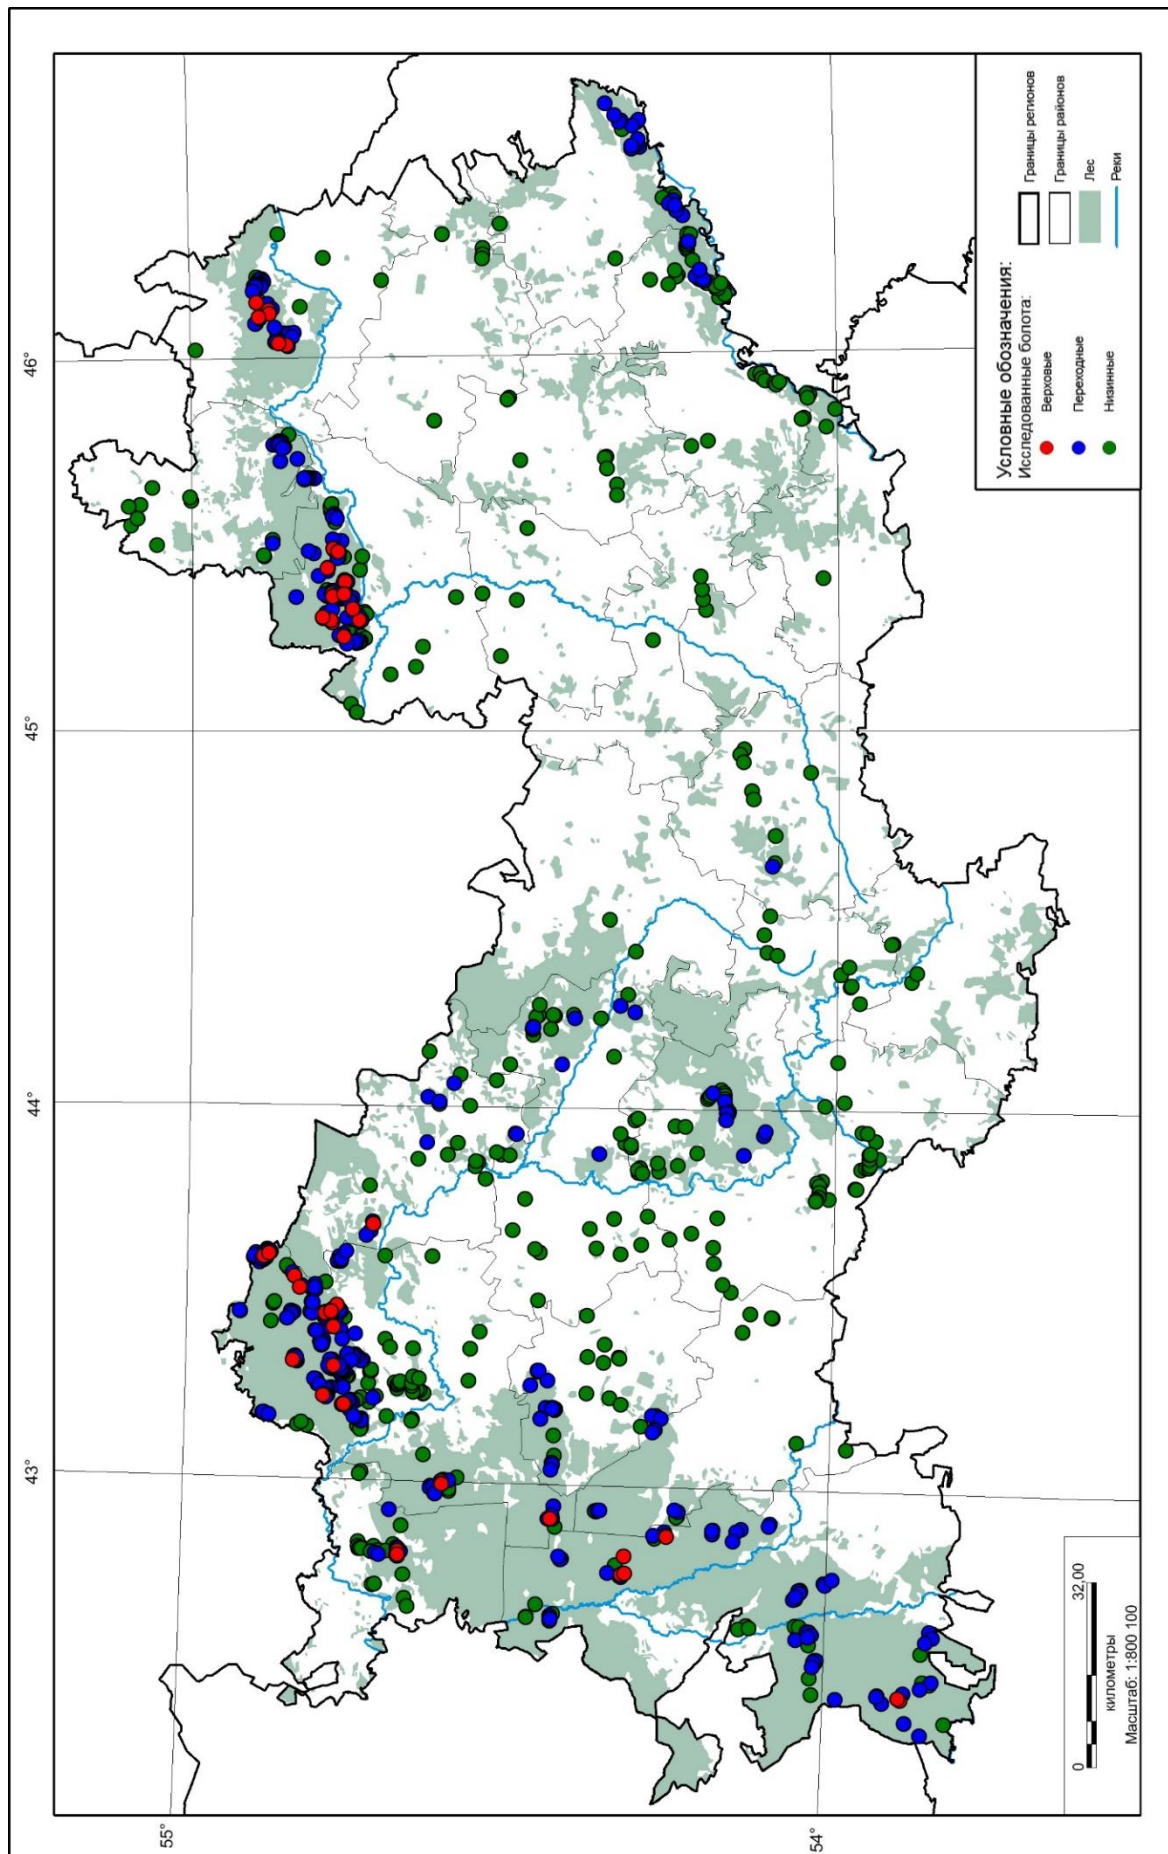 55°
54°
43°
44°
45°
46°
Условные обозначения:
Исследованные болота:
Верховые
Переходные
Низинные
Границы регионов
Границы районов
Лес
Реки
0 32,00
километры
Масштаб: 1:800 100